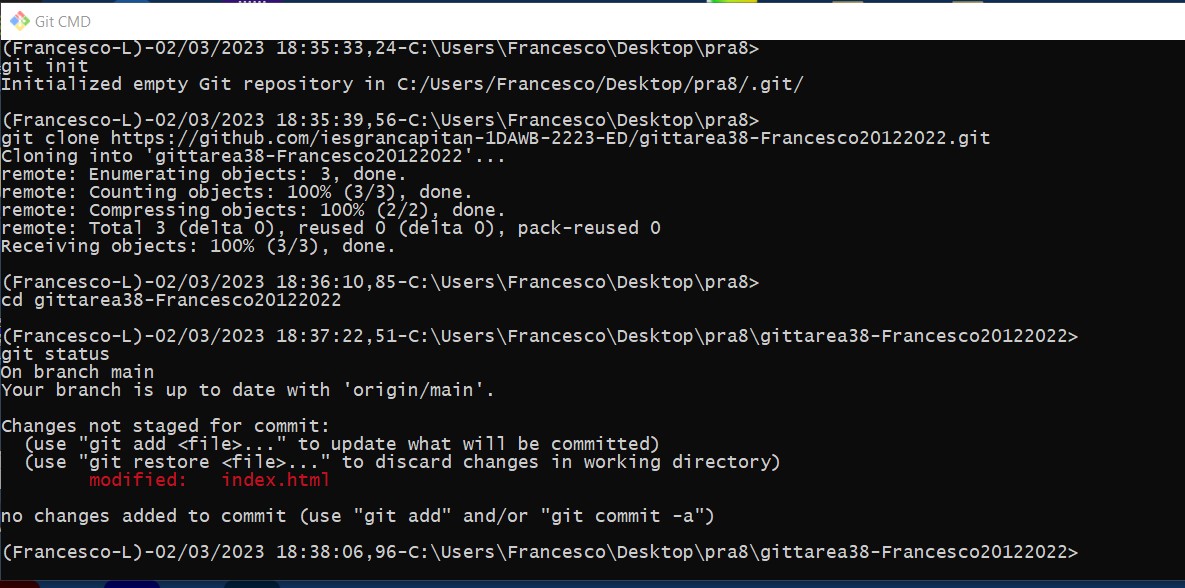 Git CMD
(Francesco-L)-02/03/2023 18:35:33,24-C:\Users\Francesco\Desktop\pra8>
git init
Initialized empty Git repository in C:/Users/Francesco/Desktop/pra8/.git/
(Francesco-L)-02/03/2023 18:35:39,56-C:\Users\Francesco\Desktop\pra8>
git clone https://github.com/iesgrancapitan-1DAWB-2223-ED/gittarea38-Francesco20122022.git
Cloning into 'gittarea38-Francesco20122022'...
remote: Enumerating objects: 3, done.
remote: Counting objects: 100% (3/3), done.
remote: Compressing objects: 100% (2/2), done.
remote: Total 3 (delta 0), reused 0 (delta 0), pack-reused 0
Receiving objects: 100% (3/3), done.
(Francesco-L)-02/03/2023 18:36:10,85-C:\Users\Francesco\Desktop\pra8>
cd gittarea38-Francesco20122022
(Francesco-L)-02/03/2023 18:37:22,51-C:\Users\Francesco\Desktop\pra8\gittarea38-Francesco20122022>
git status
On branch main
Your branch is up to date with 'origin/main'.
Changes not staged for commit:
  (use "git add <file>..." to update what will be committed)
  (use "git restore <file>..." to discard changes in working directory)
        modified:   index.html
no changes added to commit (use "git add" and/or "git commit -a")
(Francesco-L)-02/03/2023 18:38:06,96-C:\Users\Francesco\Desktop\pra8\gittarea38-Francesco20122022>